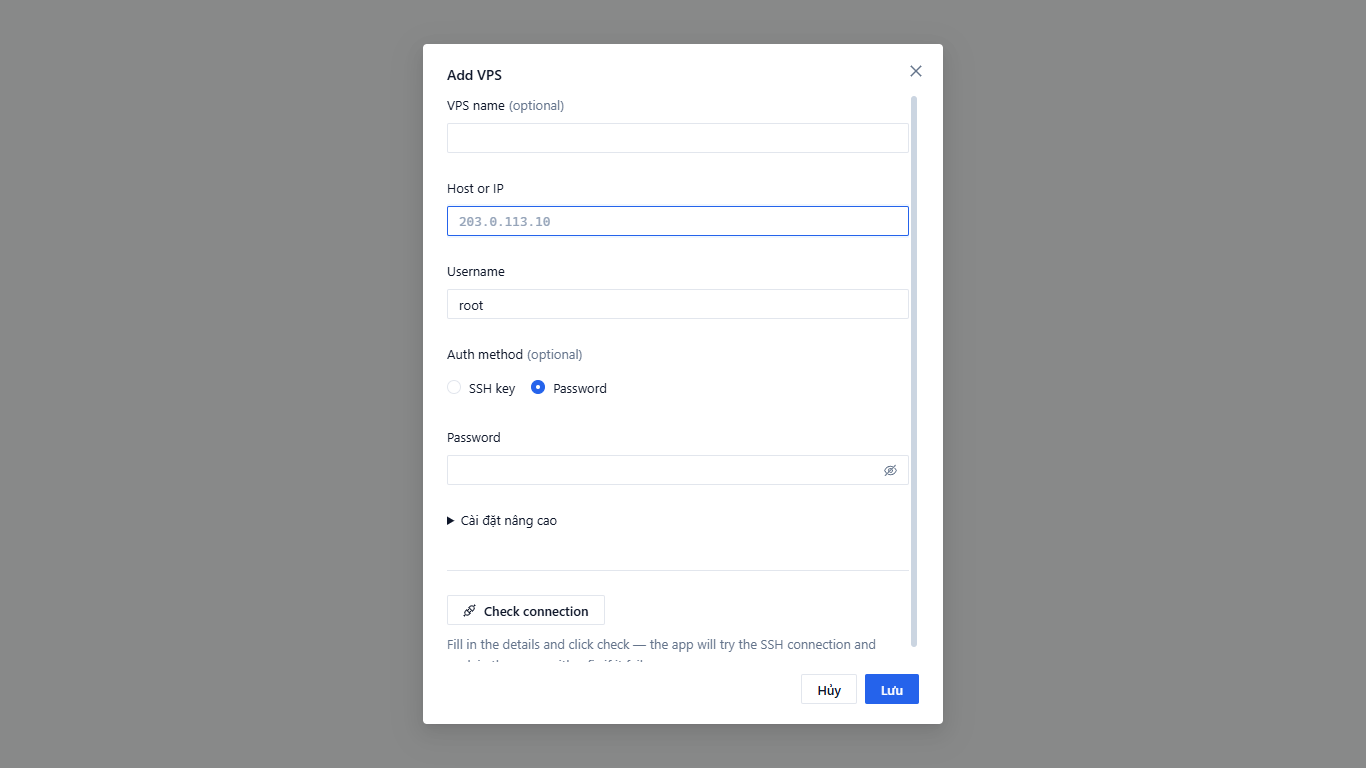 Add VPS
VPS name (optional)
Host or IP
203.0.113.10
Username
root
Auth method (optional)
SSH key
Password
Password
Cài đặt nâng cao
Check connection
Fill in the details and click check — the app will try the SSH connection and
Hủy
Lưu